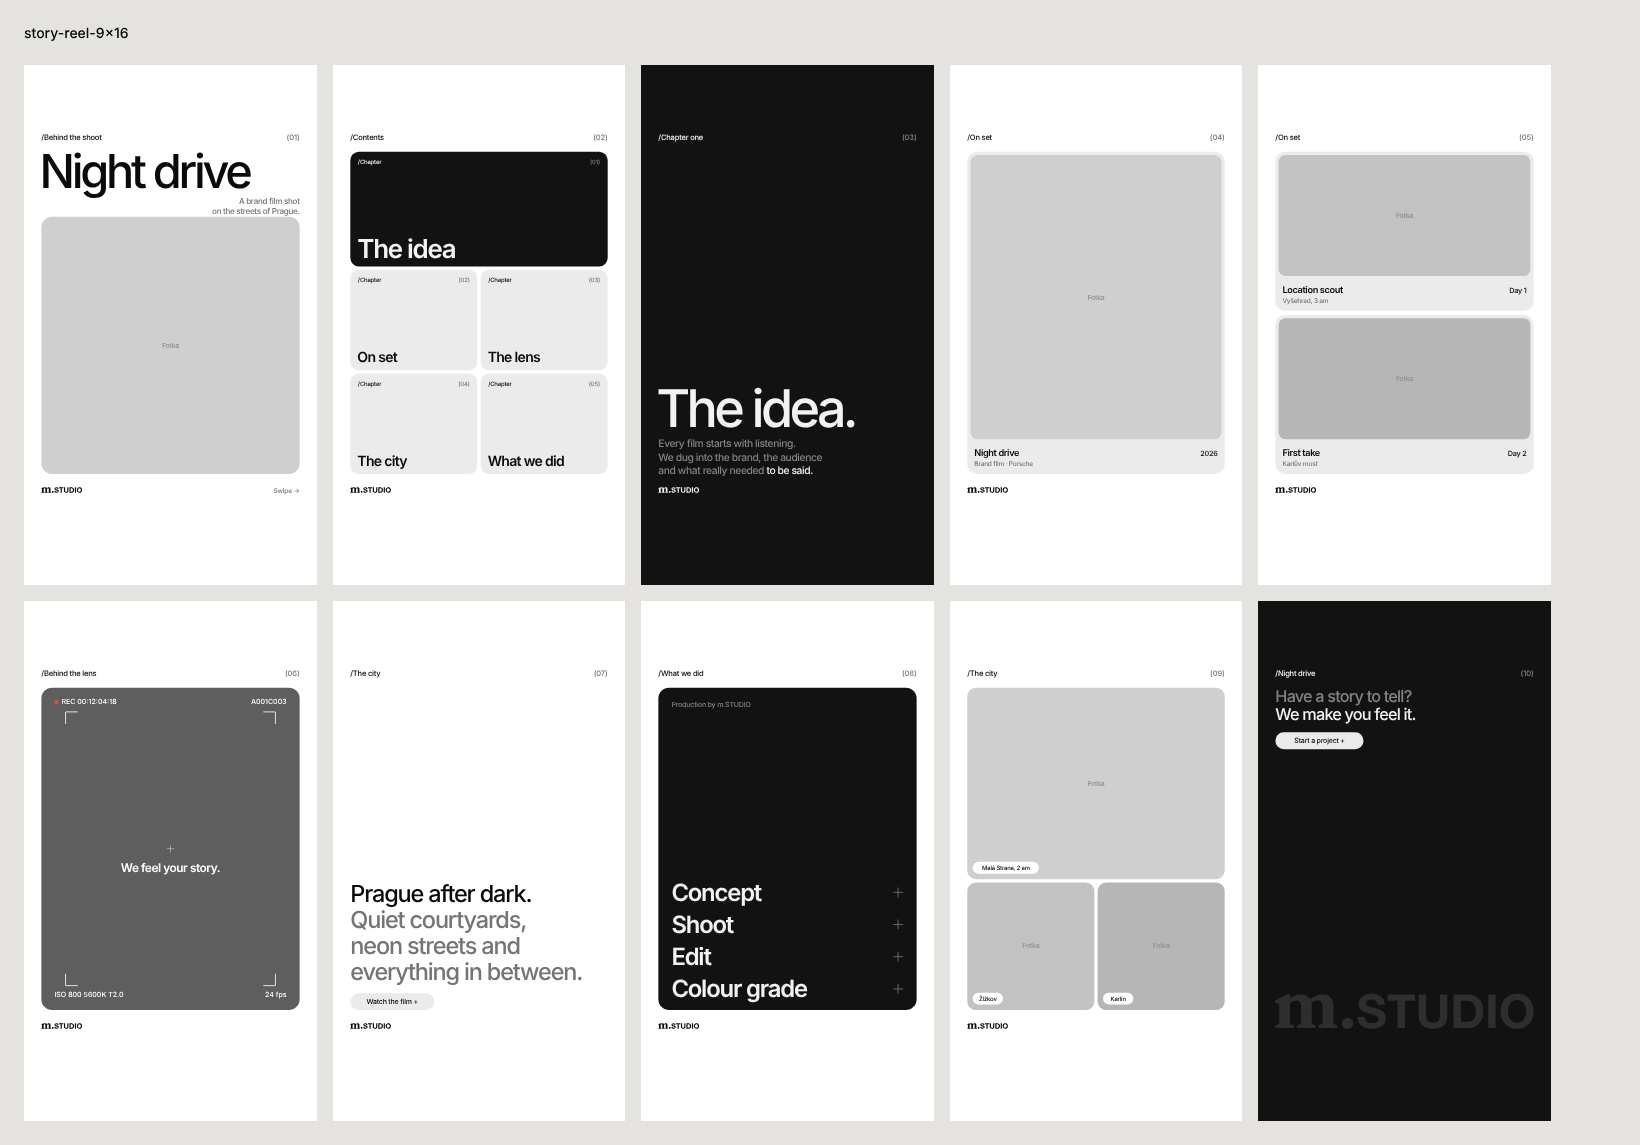 story-reel-9×16
/Behind the shoot (01)
Night drive
A brand film shot
on the streets of Prague.
Fotka
m.STUDIO Swipe →
/Contents (02)
/Chapter (01)
The idea
/Chapter (02)
On set
/Chapter (03)
The lens
/Chapter (04)
The city
/Chapter (05)
What we did
m.STUDIO
/Chapter one (03)
The idea.
Every film starts with listening.
We dug into the brand, the audience
and what really needed to be said.
m.STUDIO
/On set (04)
Fotka
Night drive 2026
Brand film · Porsche
m.STUDIO
/On set (05)
Fotka
Location scout Day 1
Vyšehrad, 3 am
Fotka
First take Day 2
Karlův most
m.STUDIO
/Behind the lens (06)
REC 00:12:04:18 A001C003
We feel your story.
ISO 800 5600K T2.0 24 fps
m.STUDIO
/The city (07)
Prague after dark.
Quiet courtyards,
neon streets and
everything in between.
Watch the film +
m.STUDIO
/What we did (08)
Production by m.STUDIO
Concept +
Shoot +
Edit +
Colour grade +
m.STUDIO
/The city (09)
Fotka
Malá Strana, 2 am
Fotka
Žižkov
Fotka
Karlín
m.STUDIO
/Night drive (10)
Have a story to tell?
We make you feel it.
Start a project +
m.STUDIO